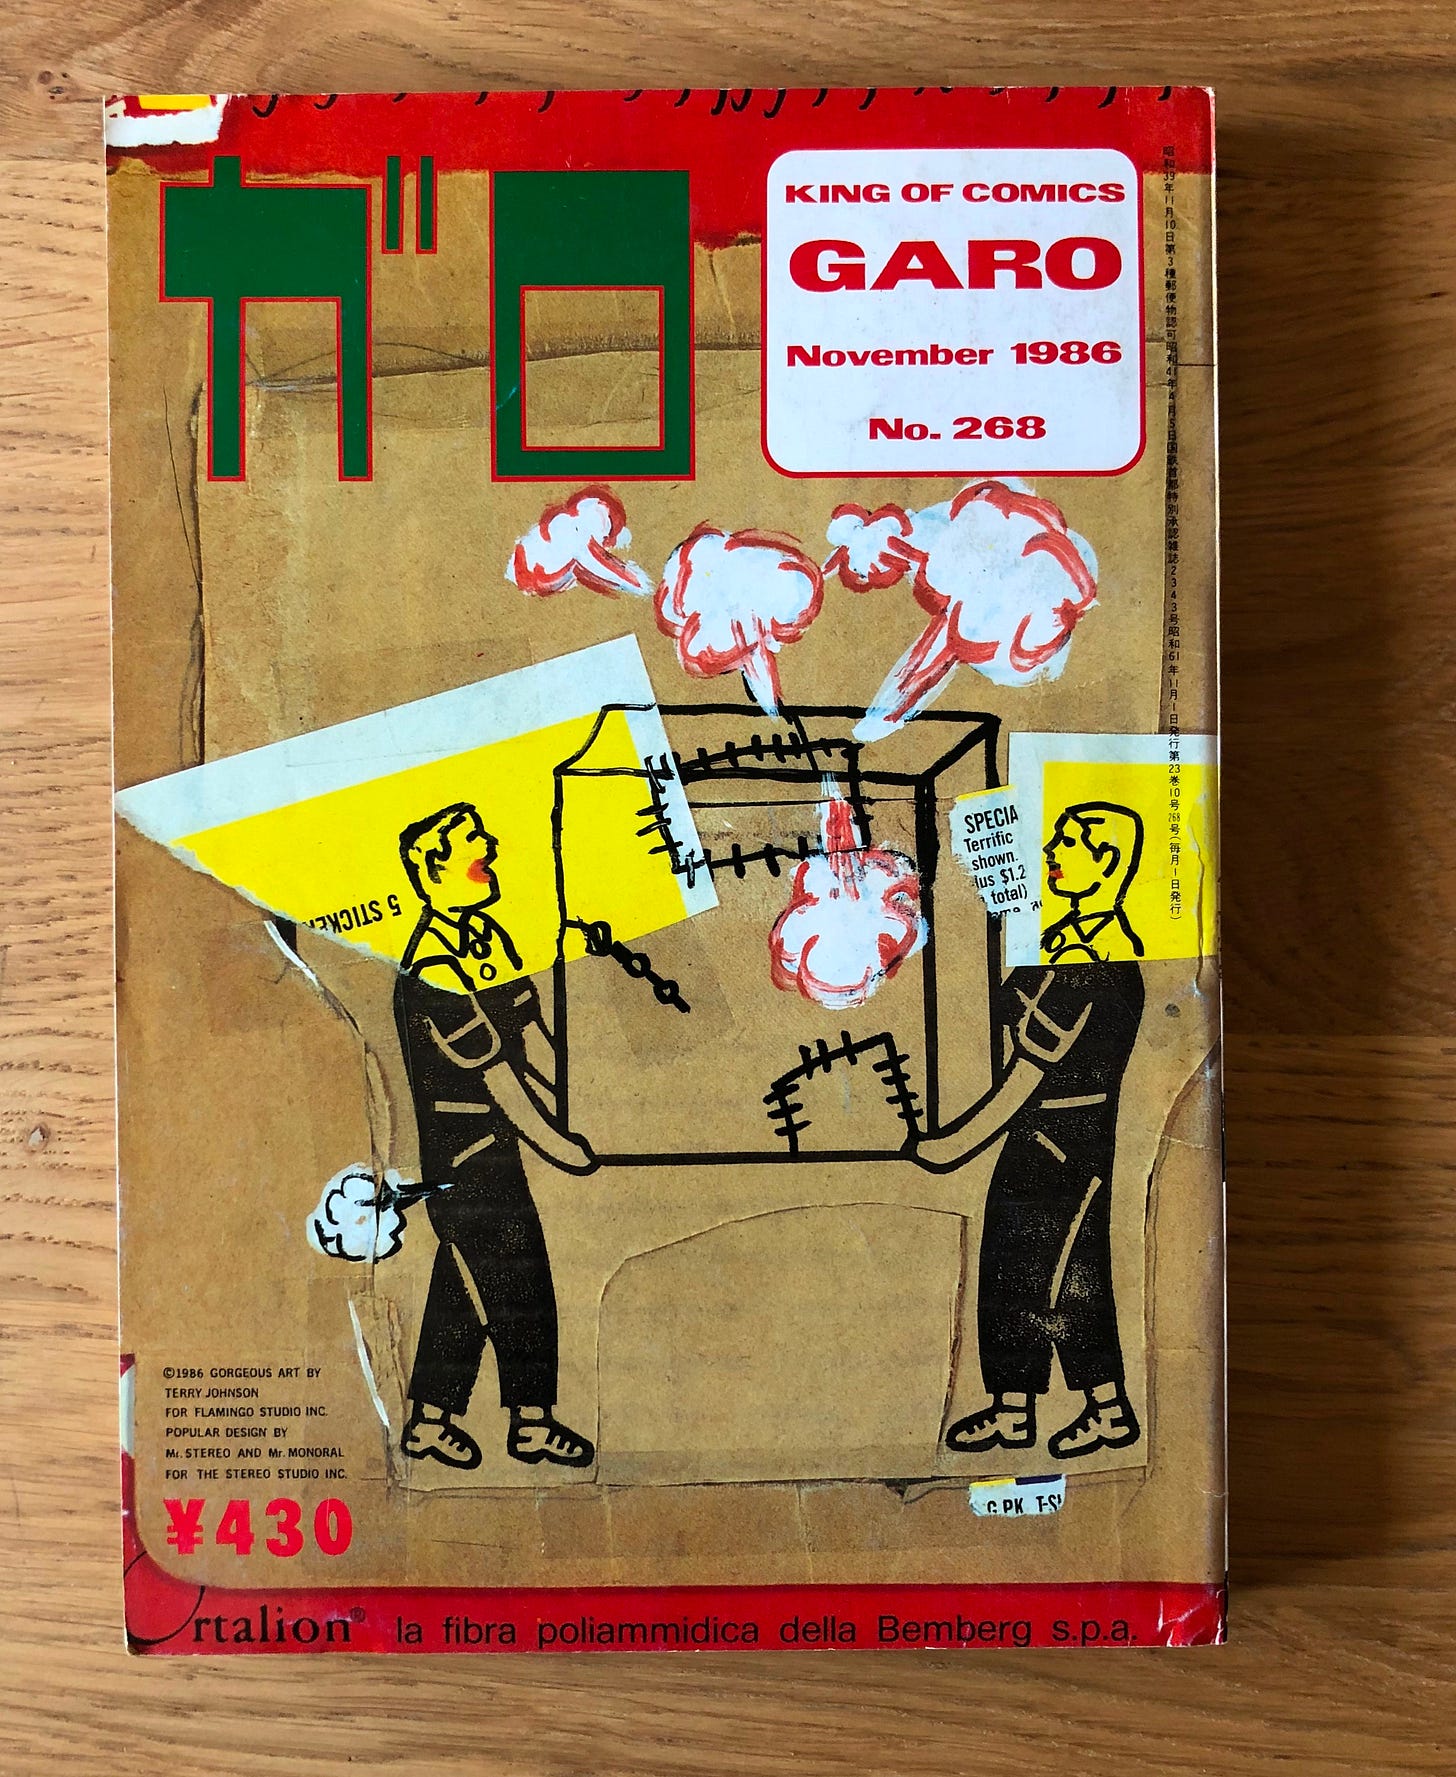 ガロ
KING OF COMICS
GARO
November 1986
No. 268
昭和39年11月10日第3種郵便物認可昭和41年4月5日国鉄首都特別承認雑誌2343号昭和61年11月1日発行第23巻10号268号(毎月1日発行)
5 STICKER
SPECIA
Terrific
shown.
lus $1.2
total)
©1986 GORGEOUS ART BY
TERRY JOHNSON
FOR FLAMINGO STUDIO INC.
POPULAR DESIGN BY
Mr. STEREO AND Mr. MONORAL
FOR THE STEREO STUDIO INC.
¥430
G PK T-S
Ortalion® la fibra poliammidica della Bemberg s.p.a.